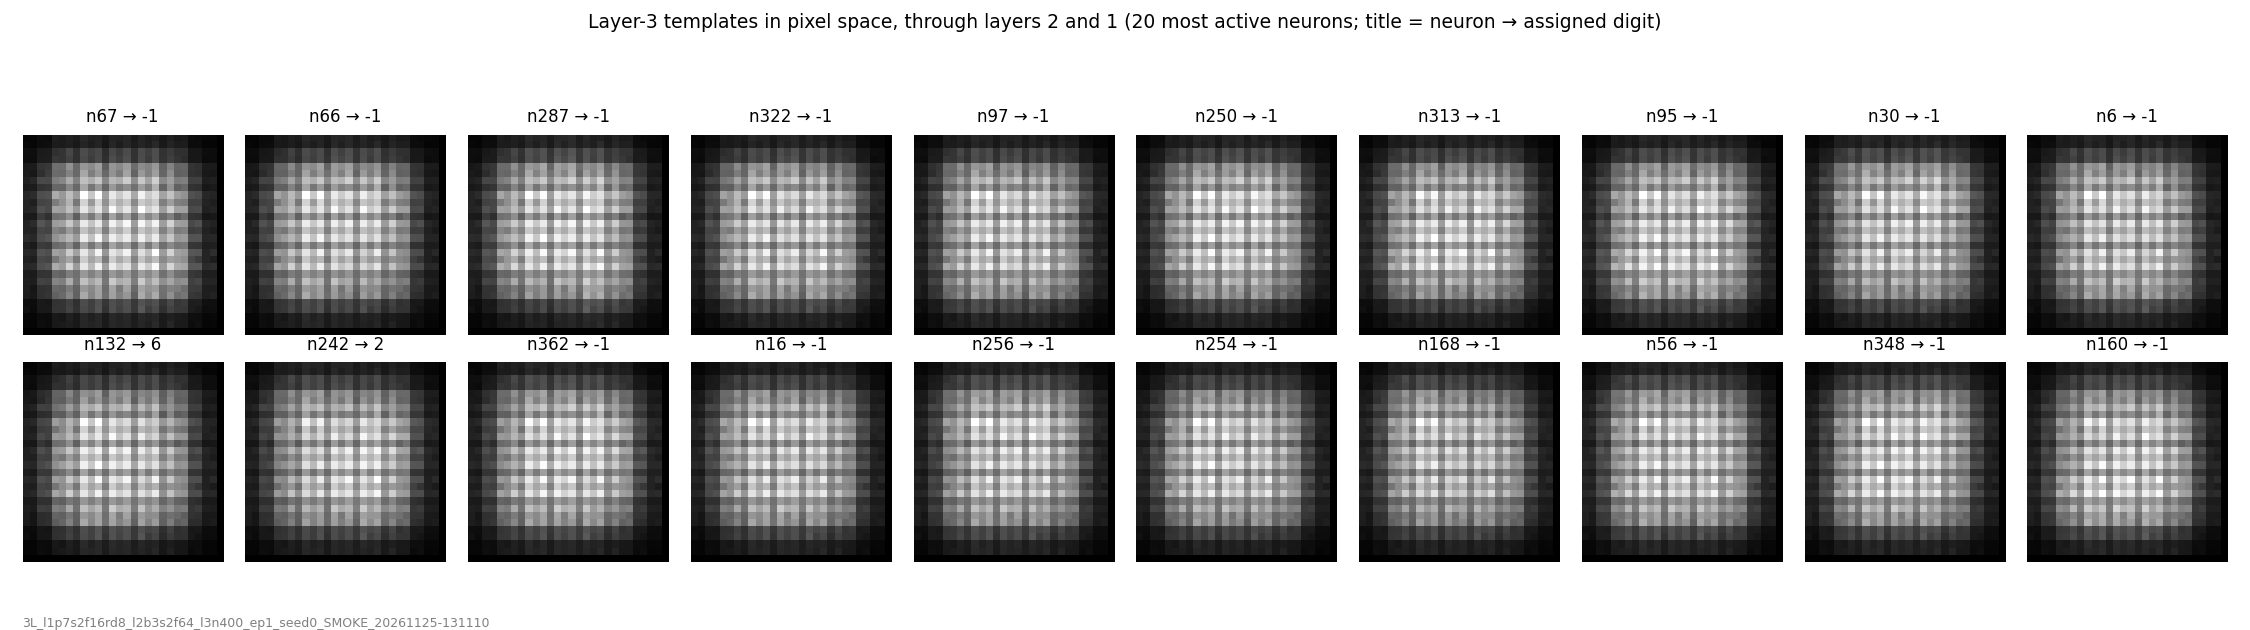 Layer-3 templates in pixel space, through layers 2 and 1 (20 most active neurons; title = neuron → assigned digit)
n67 → -1 n66 → -1 n287 → -1 n322 → -1 n97 → -1 n250 → -1 n313 → -1 n95 → -1 n30 → -1 n6 → -1
n132 → 6 n242 → 2 n362 → -1 n16 → -1 n256 → -1 n254 → -1 n168 → -1 n56 → -1 n348 → -1 n160 → -1
3L_l1p7s2f16rd8_l2b3s2f64_l3n400_ep1_seed0_SMOKE_20261125-131110